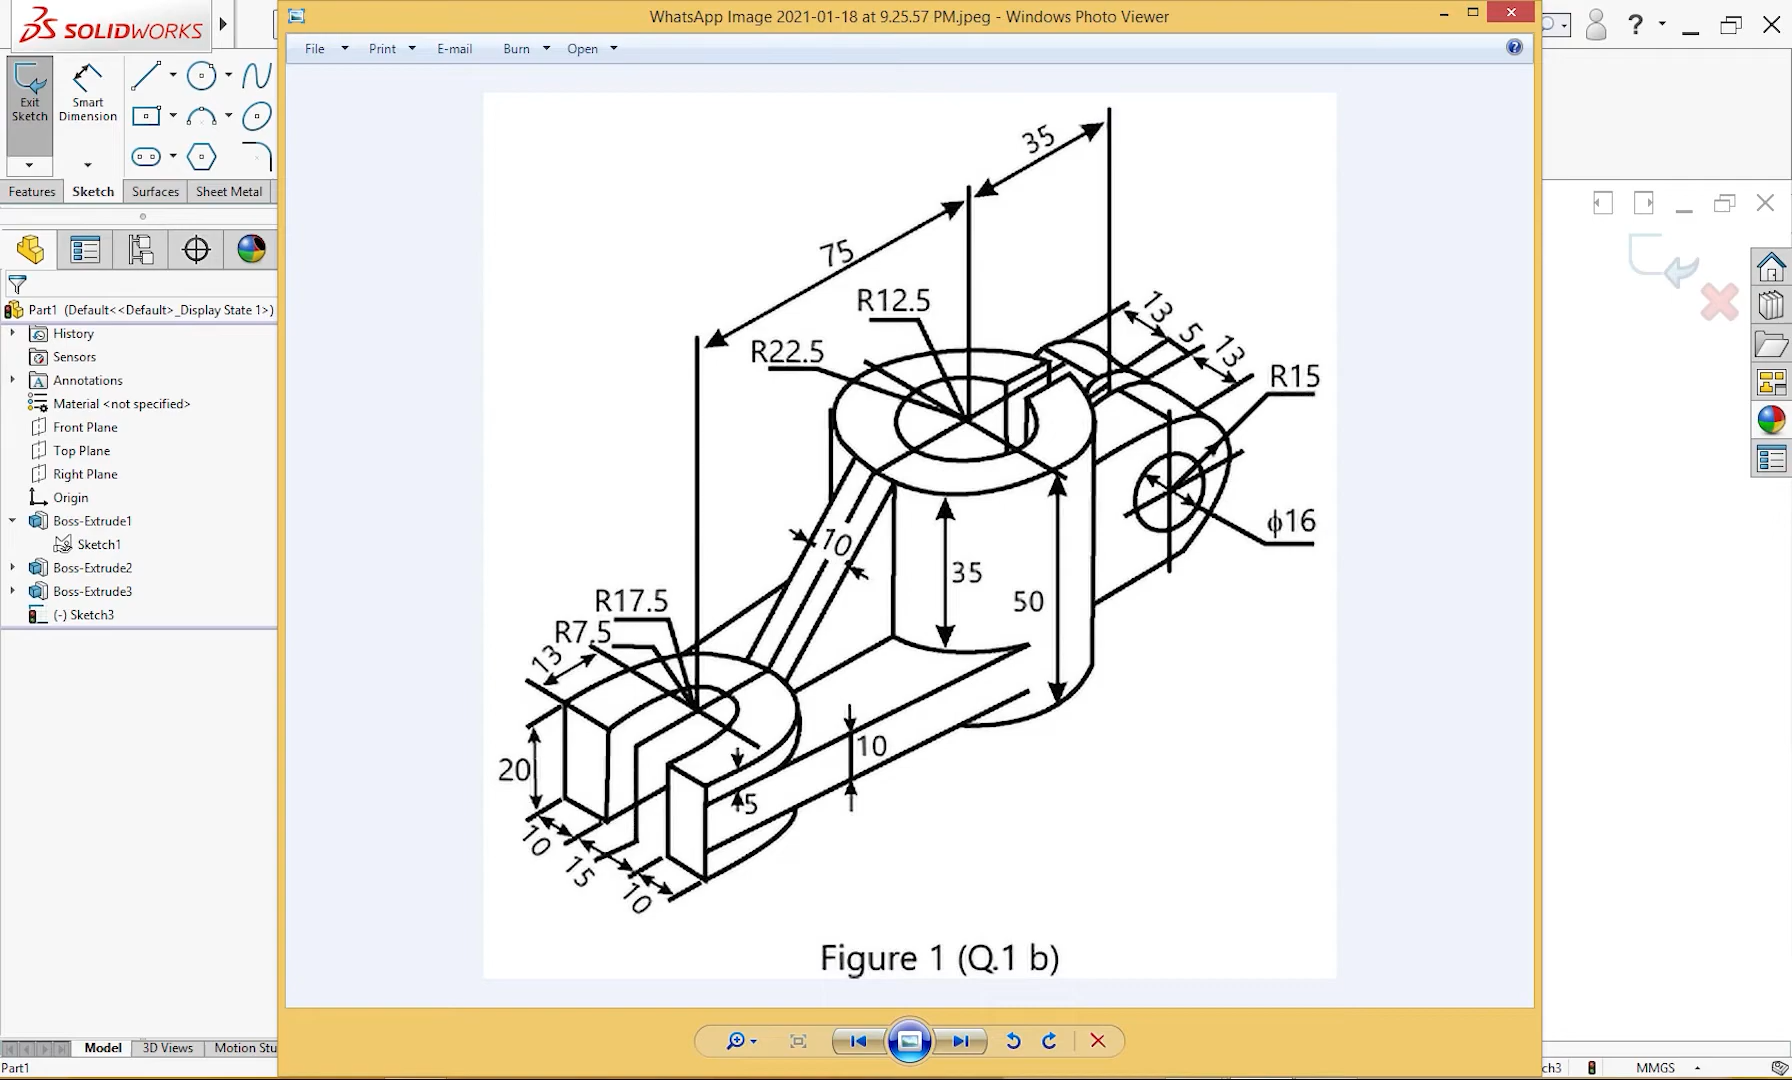 WhatsApp Image 2021-01-18 at 9.25.57 PM.jpeg - Windows Photo Viewer
SOLIDWORKS
File Print E-mail Burn Open
Exit Sketch
Smart Dimension
Features Sketch Surfaces Sheet Metal
Part1 (Default<<Default>_Display State 1>)
History
Sensors
Annotations
Material <not specified>
Front Plane
Top Plane
Right Plane
Origin
Boss-Extrude1
Sketch1
Boss-Extrude2
Boss-Extrude3
(-) Sketch3
35
75
R12.5
R22.5
13
5
13
R15
ϕ16
10
35
50
R17.5
R7.5
13
10
20
5
10
15
10
Figure 1 (Q.1 b)
Model 3D Views Motion Stu
Part1
ch3
MMGS